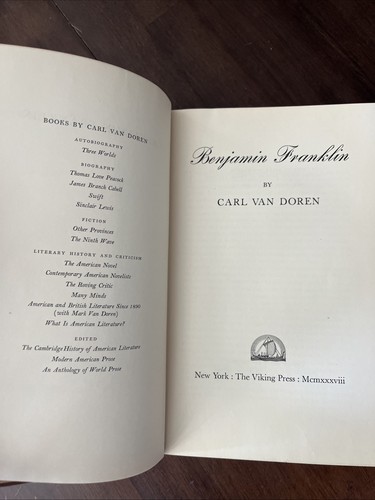 BOOKS BY CARL VAN DOREN
AUTOBIOGRAPHY
Three Worlds
BIOGRAPHY
Thomas Love Peacock
James Branch Cabell
Swift
Sinclair Lewis
FICTION
Other Provinces
The Ninth Wave
LITERARY HISTORY AND CRITICISM
The American Novel
Contemporary American Novelists
The Roving Critic
Many Minds
American and British Literature Since 1890
(with Mark Van Doren)
What Is American Literature?
EDITED
The Cambridge History of American Literature
Modern American Prose
An Anthology of World Prose
Benjamin Franklin
BY
CARL VAN DOREN
New York : The Viking Press : Mcmxxxviii